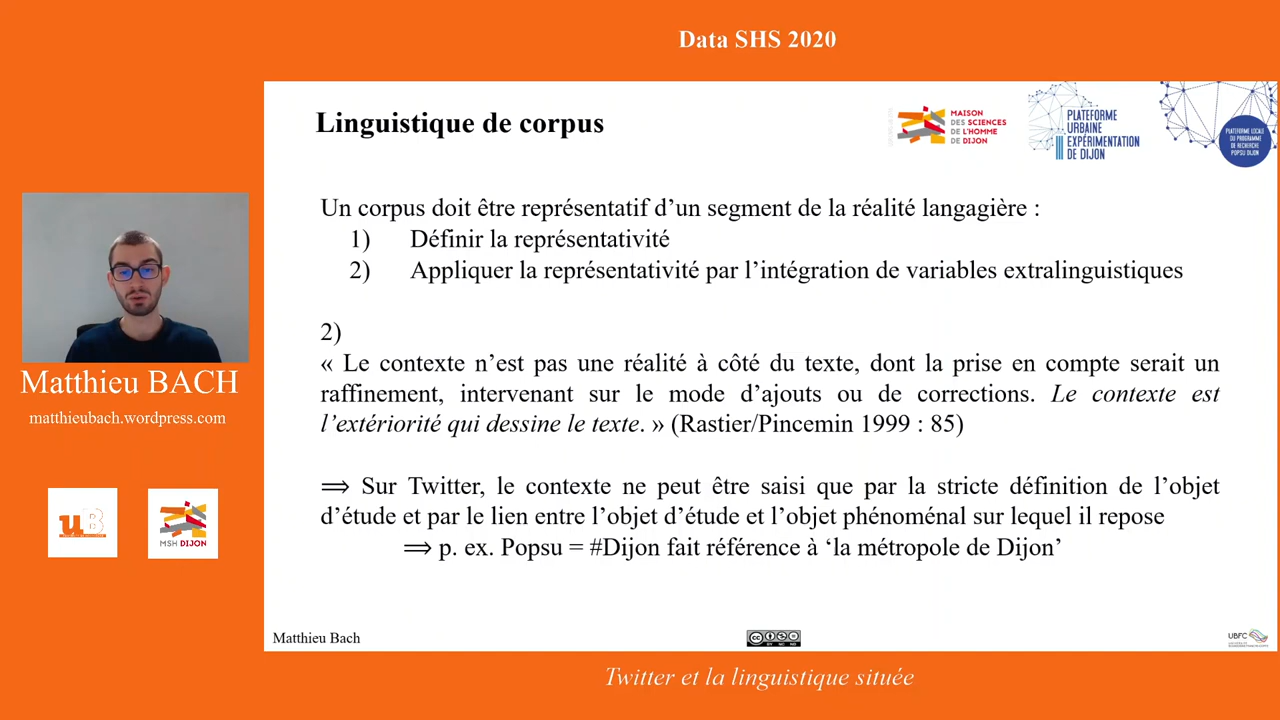 Data SHS 2020
Linguistique de corpus
MAISON
DES SCIENCES
DE L'HOMME
DE DIJON
PLATEFORME
URBAINE
EXPÉRIMENTATION
DE DIJON
PLATEFORME LOCALE
DU PROGRAMME
DE RECHERCHE
POPSU DIJON
Un corpus doit être représentatif d’un segment de la réalité langagière :
1) Définir la représentativité
2) Appliquer la représentativité par l’intégration de variables extralinguistiques
2)
« Le contexte n’est pas une réalité à côté du texte, dont la prise en compte serait un
raffinement, intervenant sur le mode d’ajouts ou de corrections. Le contexte est
l’extériorité qui dessine le texte. » (Rastier/Pincemin 1999 : 85)
⟹ Sur Twitter, le contexte ne peut être saisi que par la stricte définition de l’objet
d’étude et par le lien entre l’objet d’étude et l’objet phénoménal sur lequel il repose
⟹ p. ex. Popsu = #Dijon fait référence à ‘la métropole de Dijon’
Matthieu BACH
matthieubach.wordpress.com
uB
MSH DIJON
Matthieu Bach
cc
BY NC ND
UBFC
Twitter et la linguistique située